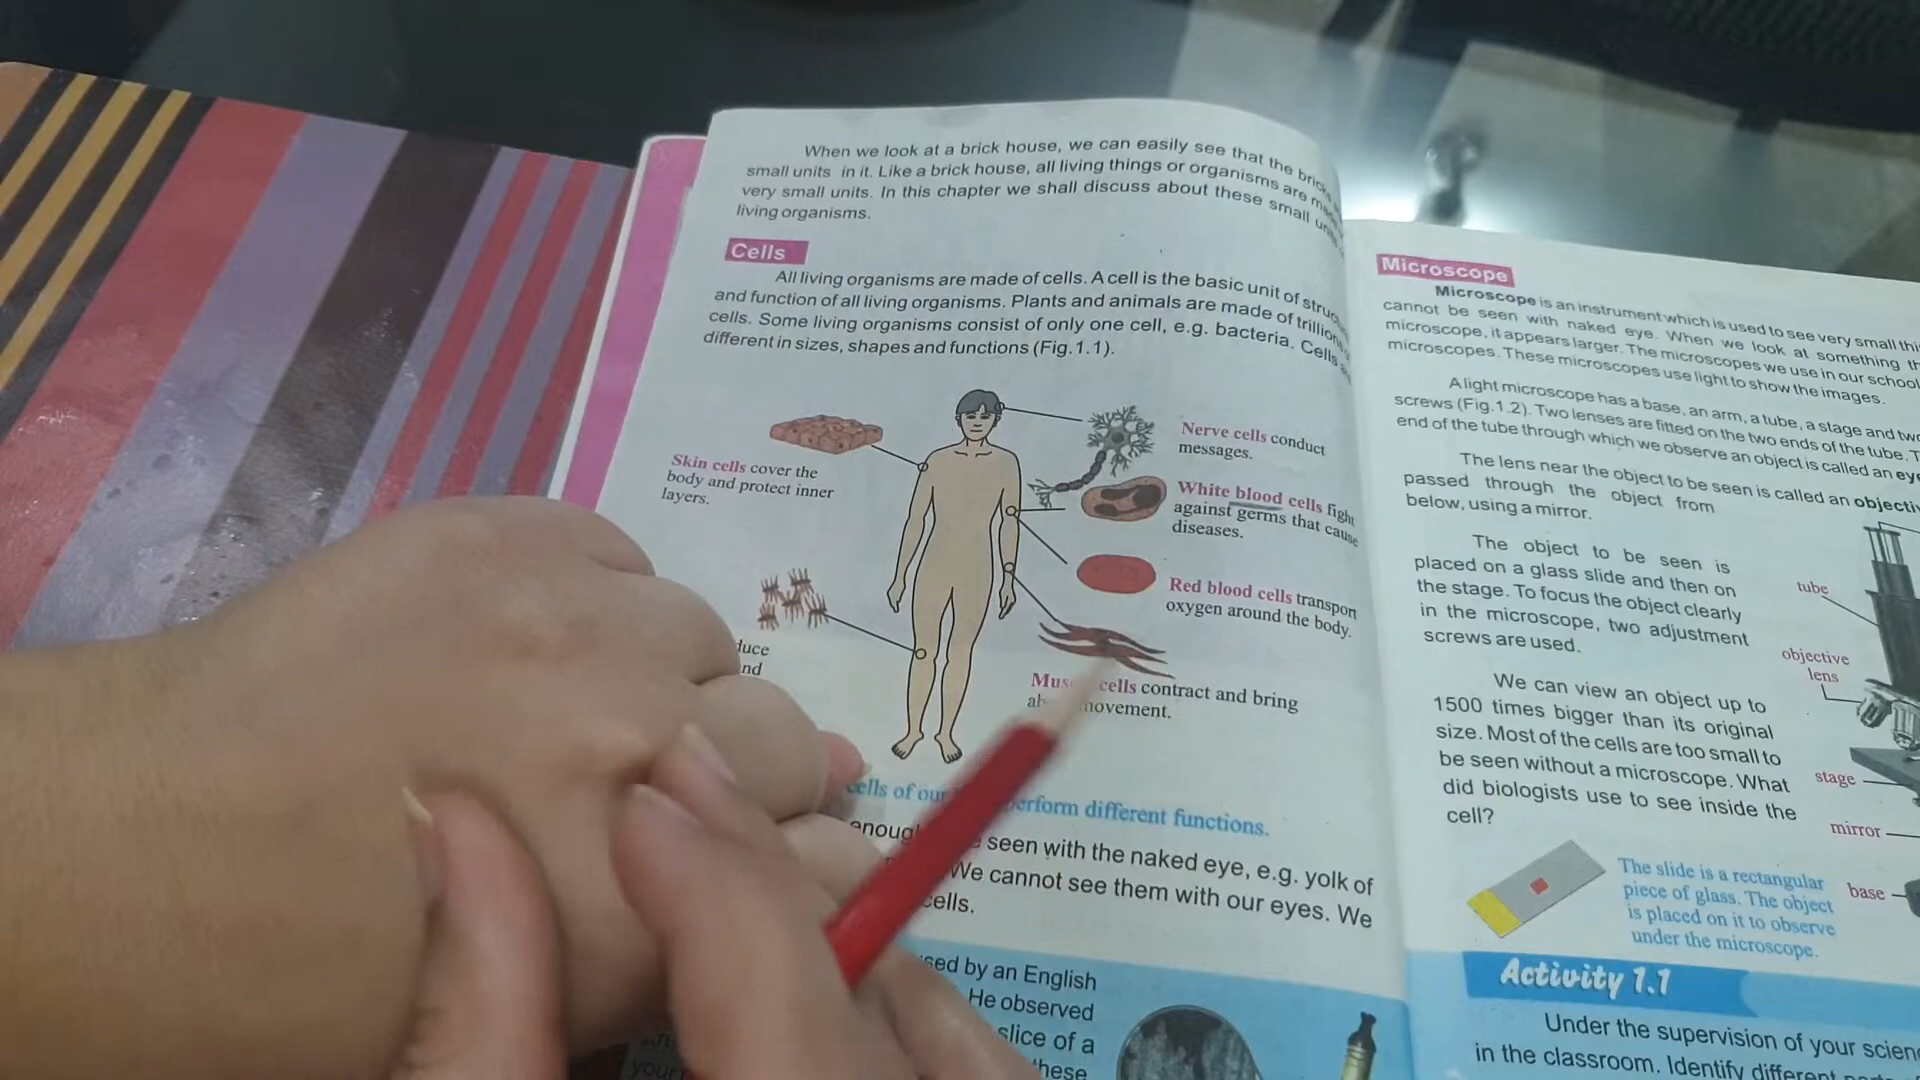 When we look at a brick house, we can easily see that the
small units in it. Like a brick house, all living things or organisms are
very small units. In this chapter we shall discuss about these small
living organisms.
Cells
All living organisms are made of cells. A cell is the basic unit of
and function of all living organisms. Plants and animals are made of
cells. Some living organisms consist of only one cell, e.g. bacteria. Cells
different in sizes, shapes and functions (Fig.1.1).
Skin cells cover the
body and protect inner
layers.
Nerve cells conduct
messages.
White blood cells fight
against germs that cause
diseases.
Red blood cells transport
oxygen around the body.
cells contract and bring
movement.
cells of our perform different functions.
seen with the naked eye, e.g. yolk of
We cannot see them with our eyes. We
cells.
by an English
He observed
slice of a
these
Microscope
Microscope is an instrument which is used to see very small
cannot be seen with naked eye. When we look at something
microscope, it appears larger. The microscopes we use in our school
microscopes. These microscopes use light to show the images.
A light microscope has a base, an arm, a tube, a stage and
screws (Fig.1.2). Two lenses are fitted on the two ends of the tube.
end of the tube through which we observe an object is called an
The lens near the object to be seen is called an
passed through the object from
below, using a mirror.
The object to be seen is
placed on a glass slide and then on
the stage. To focus the object clearly
in the microscope, two adjustment
screws are used.
We can view an object up to
1500 times bigger than its original
size. Most of the cells are too small to
be seen without a microscope. What
did biologists use to see inside the
cell?
tube
objective
lens
stage
mirror
base
The slide is a rectangular
piece of glass. The object
is placed on it to observe
under the microscope.
Activity 1.1
Under the supervision of your
in the classroom. Identify different